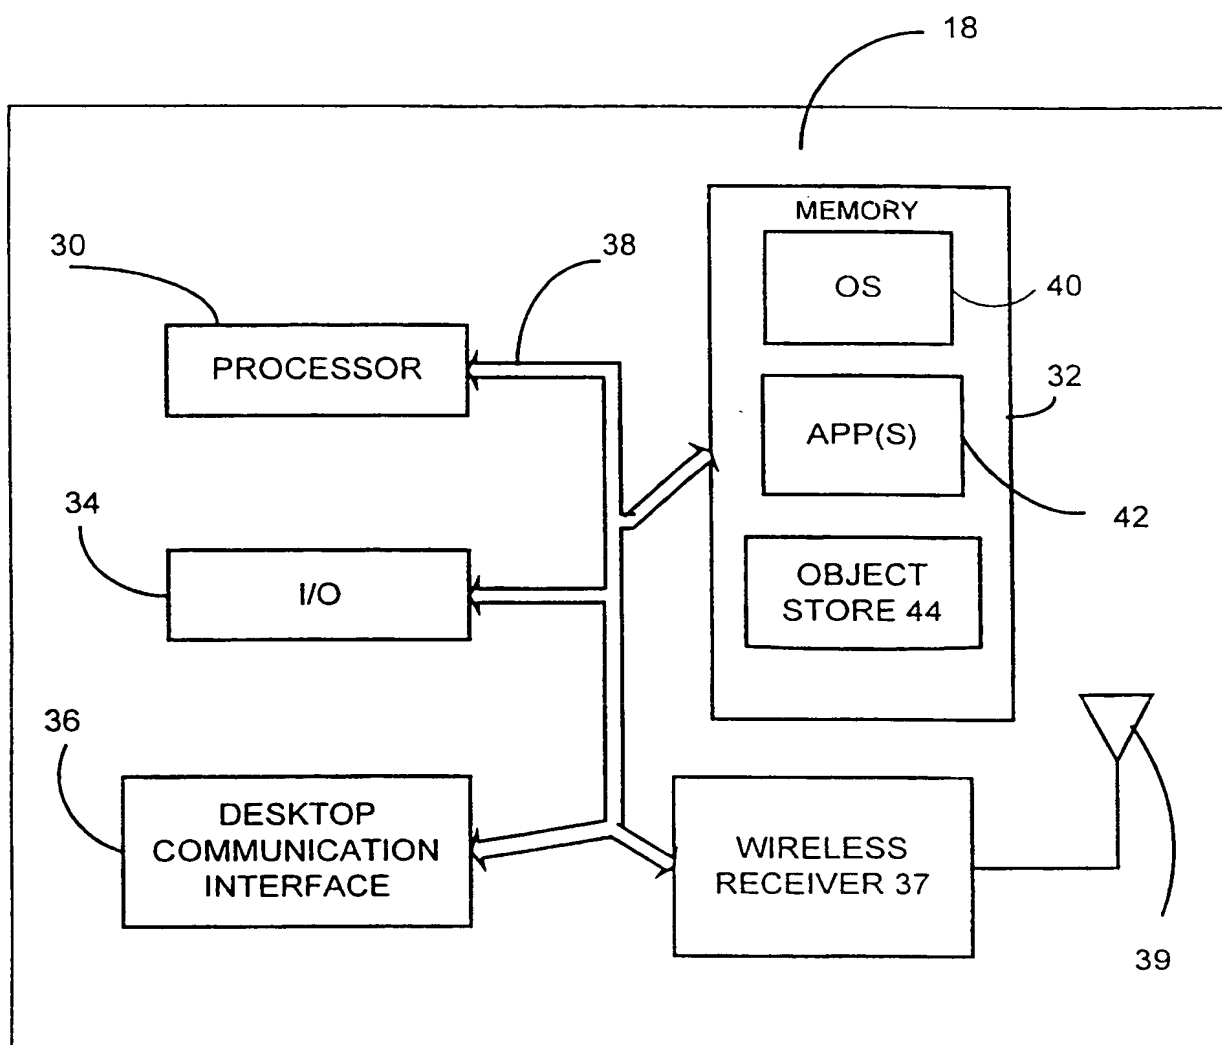 18
MEMORY
30
38
OS
40
PROCESSOR
32
APP(S)
34
42
I/O
OBJECT
STORE 44
36
DESKTOP
COMMUNICATION
INTERFACE
WIRELESS
RECEIVER 37
39